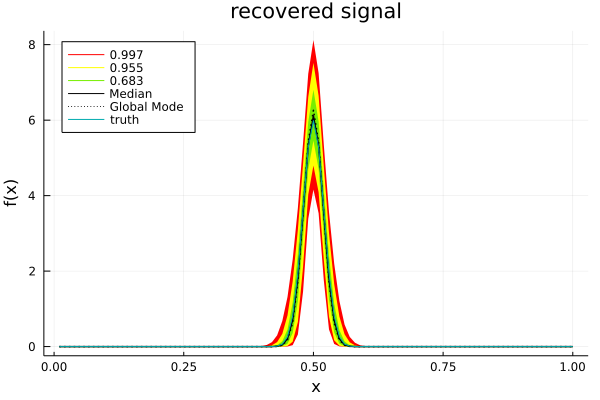 recovered signal
8
6
4
2
0
f(x)
0.997
0.955
0.683
Median
Global Mode
truth
0.00 0.25 0.50 0.75 1.00
x